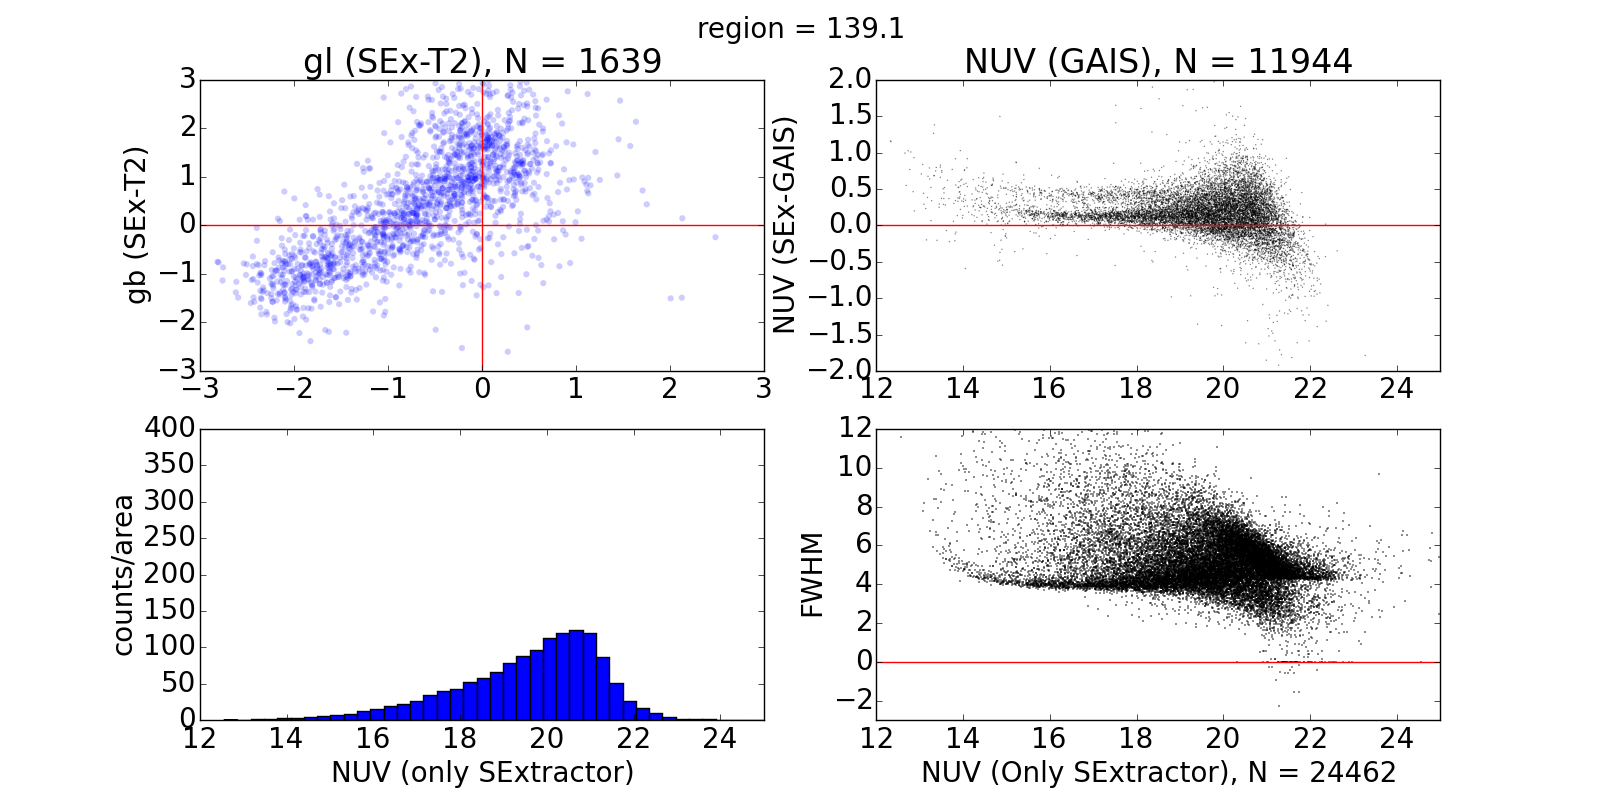 region = 139.1
gl (SEx-T2), N = 1639
NUV (GAIS), N = 11944
gb (SEx-T2)
3
2
1
0
−1
−2
−3
−3 −2 −1 0 1 2 3
NUV (SEx-GAIS)
2.0
1.5
1.0
0.5
0.0
−0.5
−1.0
−1.5
−2.0
12 14 16 18 20 22 24
counts/area
400
350
300
250
200
150
100
50
0
12 14 16 18 20 22 24
NUV (only SExtractor)
FWHM
12
10
8
6
4
2
0
−2
12 14 16 18 20 22 24
NUV (Only SExtractor), N = 24462